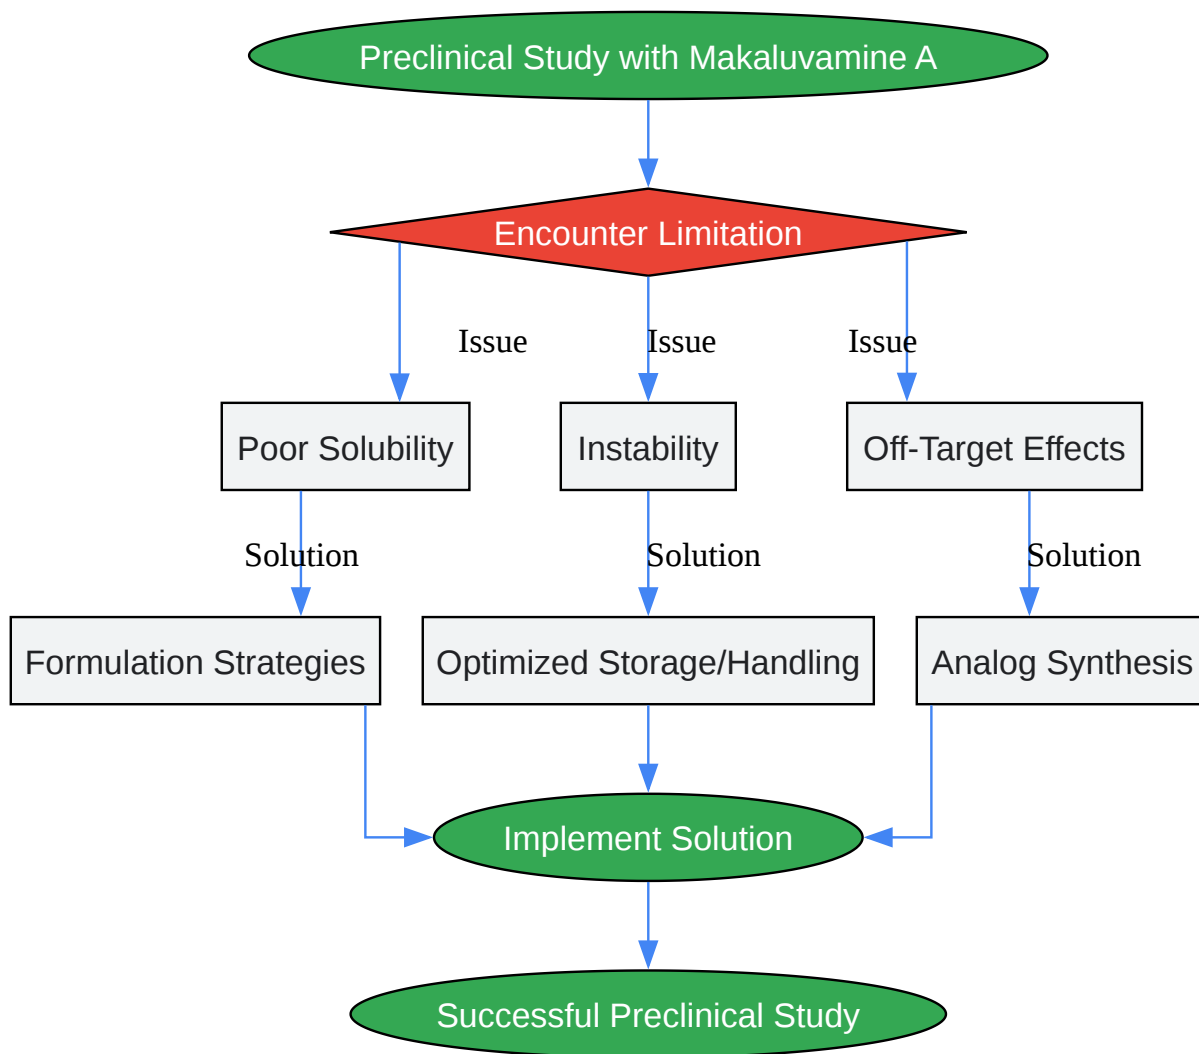 Preclinical Study with Makaluvamine A
Encounter Limitation
Issue
Issue
Issue
Poor Solubility
Instability
Off-Target Effects
Solution
Solution
Solution
Formulation Strategies
Optimized Storage/Handling
Analog Synthesis
Implement Solution
Successful Preclinical Study